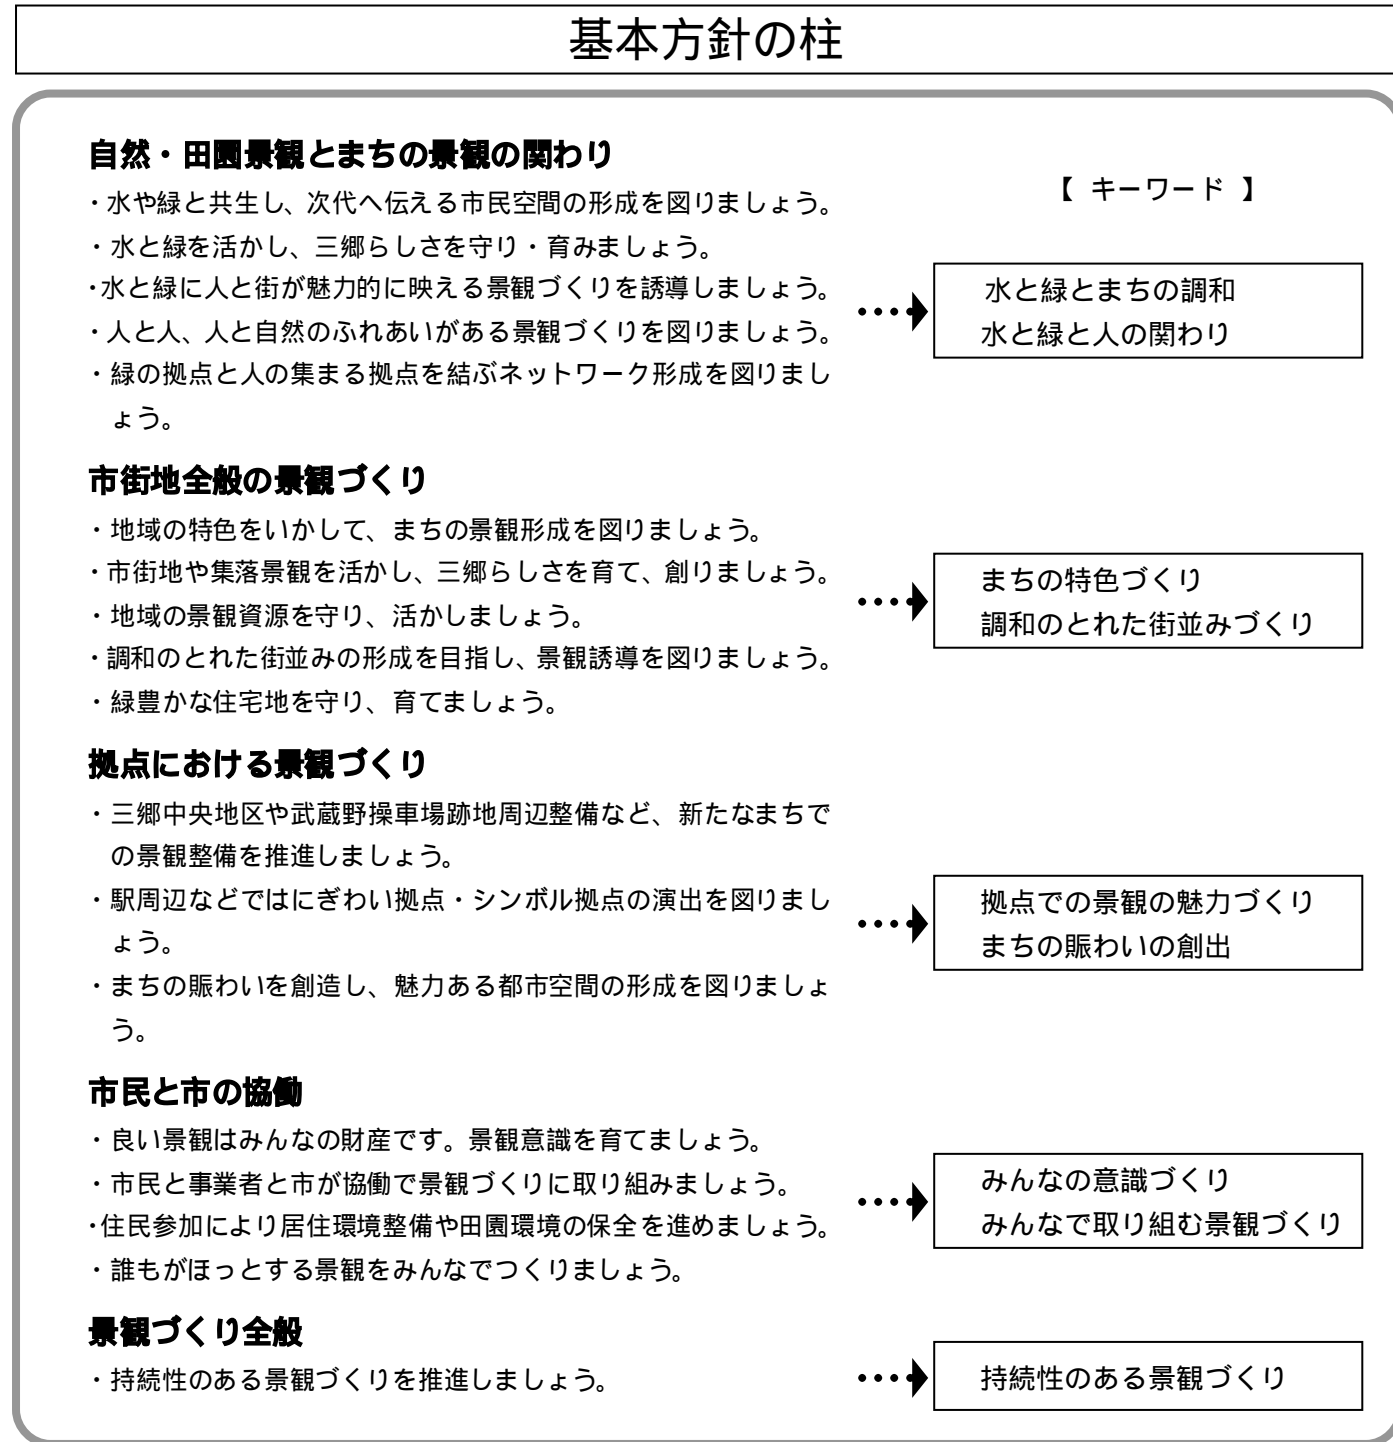 基本方針の柱
自然・田園景観とまちの景観の関わり
・水や緑と共生し、次代へ伝える市民空間の形成を図りましょう。
・水と緑を活かし、三郷らしさを守り・育みましょう。
・水と緑に人と街が魅力的に映える景観づくりを誘導しましょう。
・人と人、人と自然のふれあいがある景観づくりを図りましょう。
・緑の拠点と人の集まる拠点を結ぶネットワーク形成を図りまし
ょう。
【 キーワード 】
水と緑とまちの調和
水と緑と人の関わり
市街地全般の景観づくり
・地域の特色をいかして、まちの景観形成を図りましょう。
・市街地や集落景観を活かし、三郷らしさを育て、創りましょう。
・地域の景観資源を守り、活かしましょう。
・調和のとれた街並みの形成を目指し、景観誘導を図りましょう。
・緑豊かな住宅地を守り、育てましょう。
まちの特色づくり
調和のとれた街並みづくり
拠点における景観づくり
・三郷中央地区や武蔵野操車場跡地周辺整備など、新たなまちで
の景観整備を推進しましょう。
・駅周辺などではにぎわい拠点・シンボル拠点の演出を図りまし
ょう。
・まちの賑わいを創造し、魅力ある都市空間の形成を図りましょ
う。
拠点での景観の魅力づくり
まちの賑わいの創出
市民と市の協働
・良い景観はみんなの財産です。景観意識を育てましょう。
・市民と事業者と市が協働で景観づくりに取り組みましょう。
・住民参加により居住環境整備や田園環境の保全を進めましょう。
・誰もがほっとする景観をみんなでつくりましょう。
みんなの意識づくり
みんなで取り組む景観づくり
景観づくり全般
・持続性のある景観づくりを推進しましょう。
持続性のある景観づくり